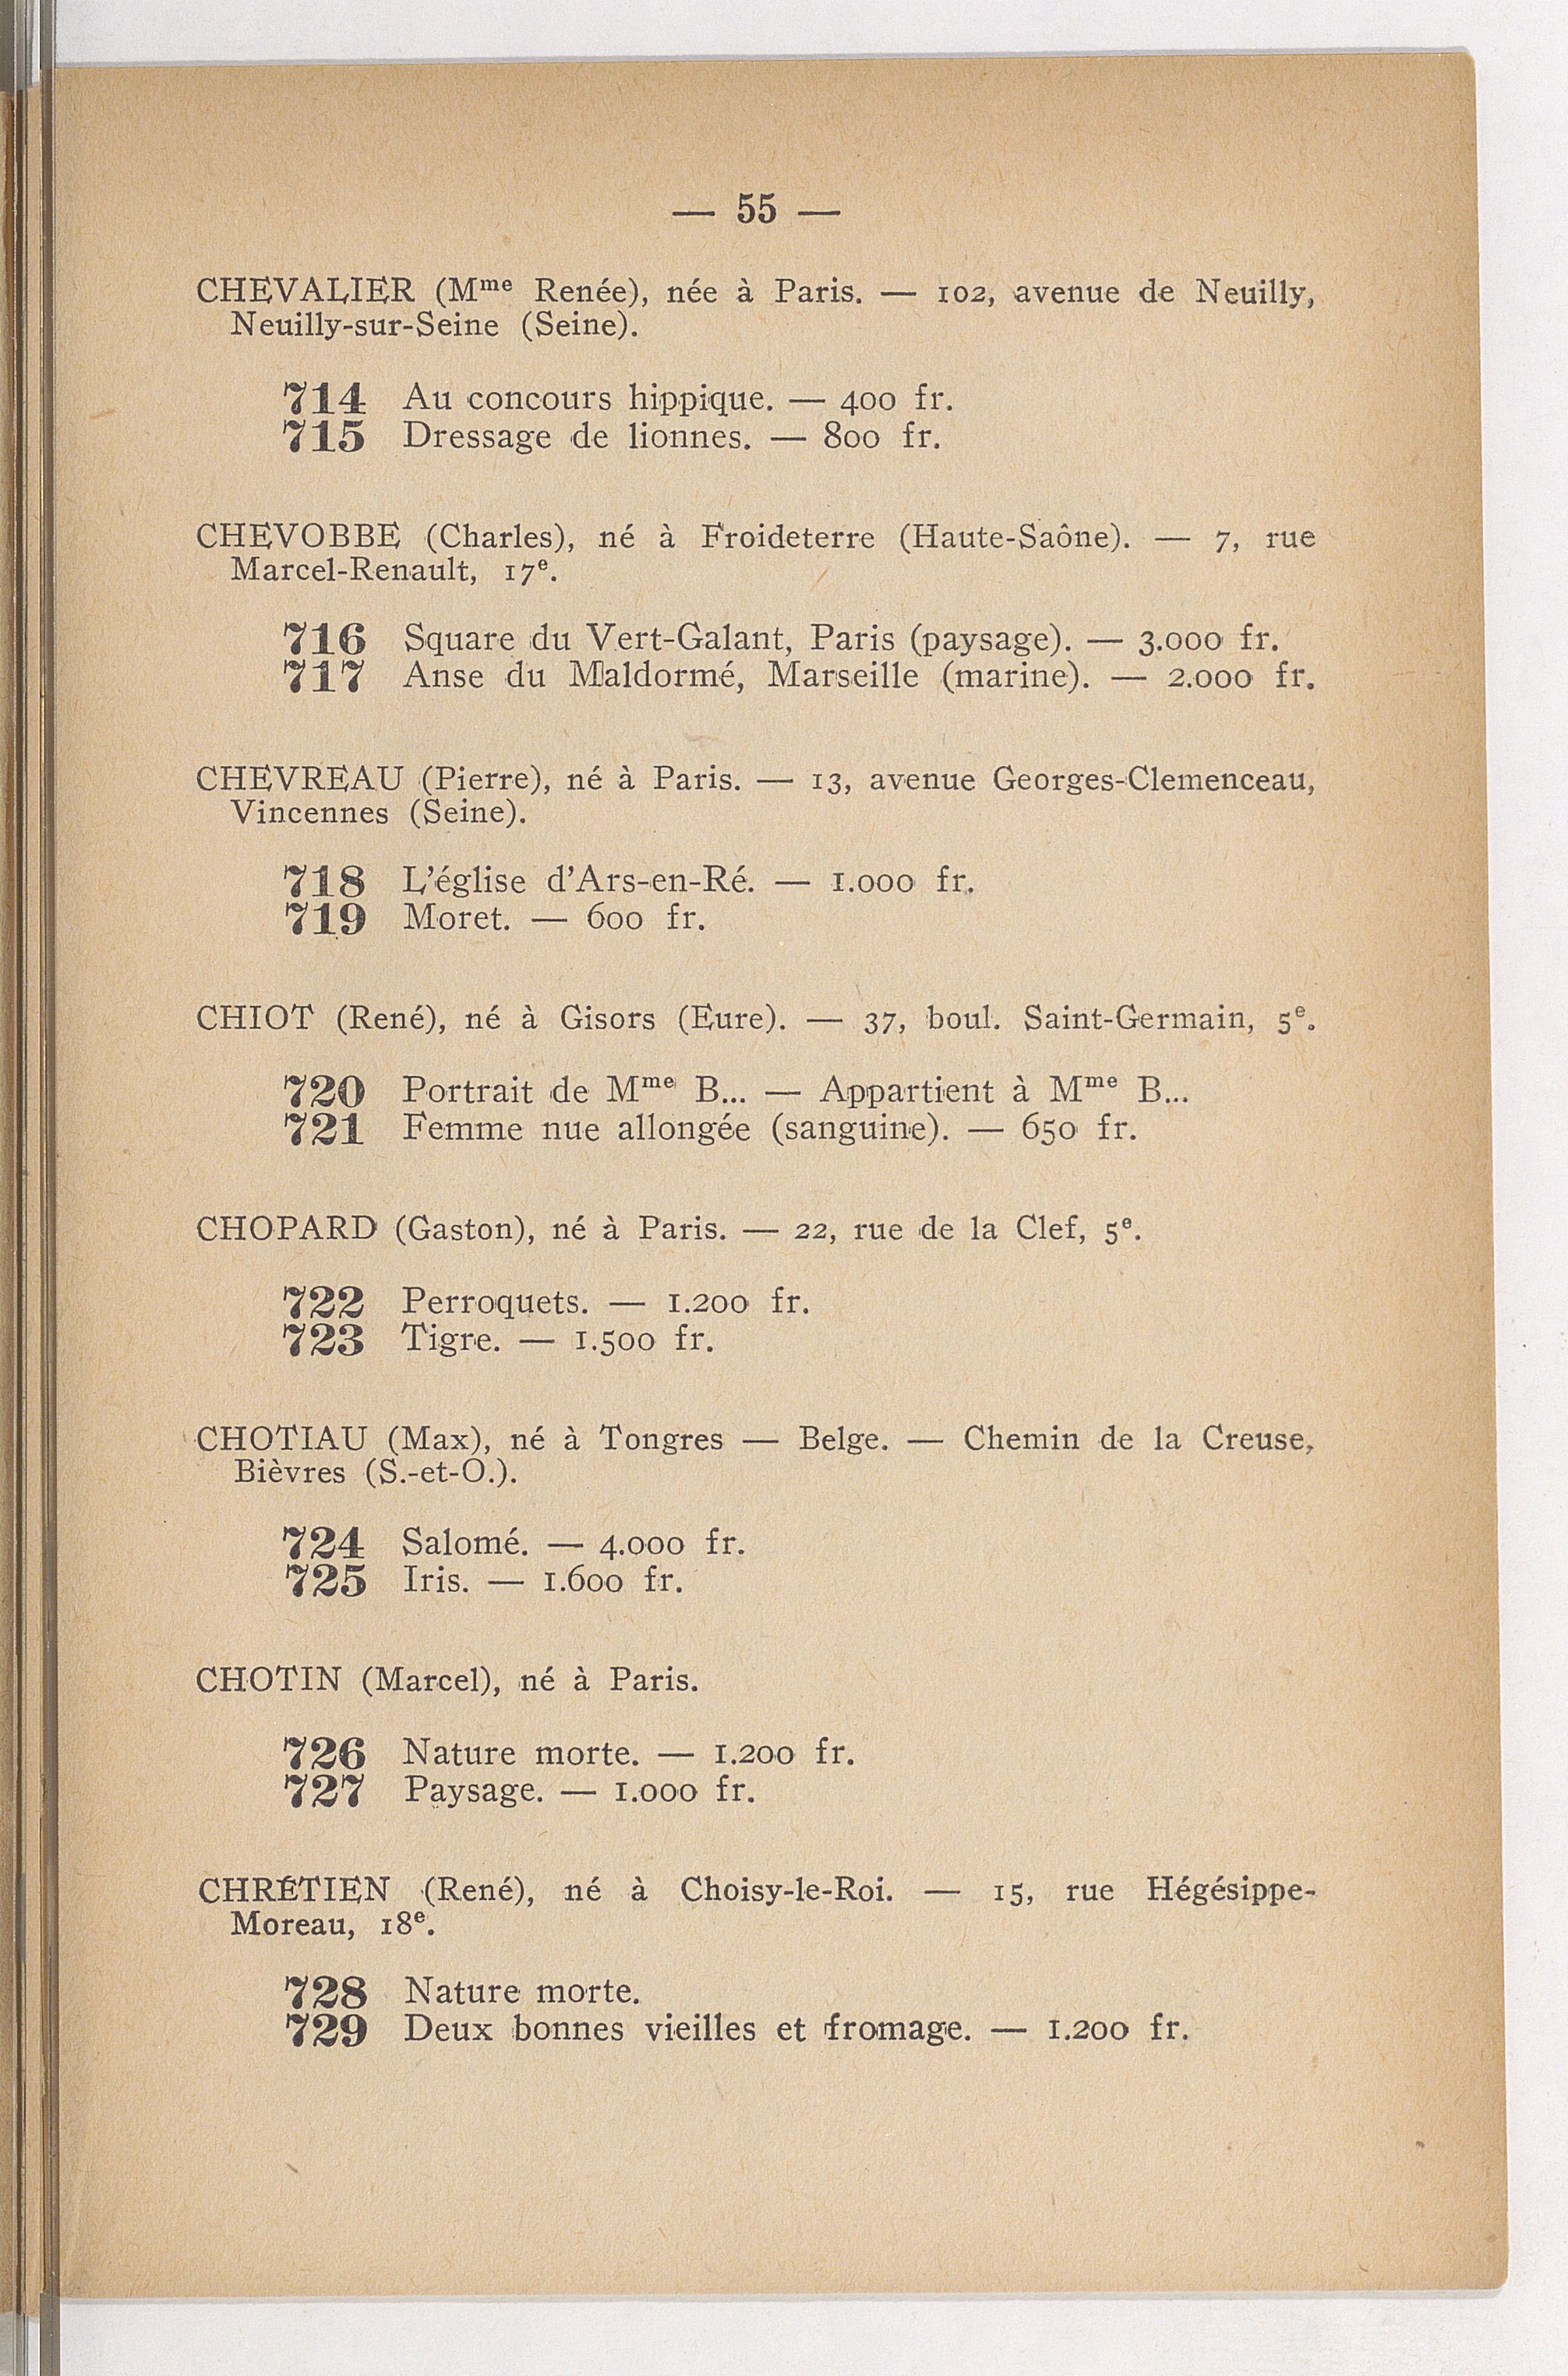 — 55 —
CHEVALIER (Mme Renée), née à Paris. — 102, avenue de Neuilly,
Neuilly-sur-Seine (Seine).
714 Au concours hippique. — 400 fr.
715 Dressage de lionnes. — 800 fr.
CHEVOBBE (Charles), né à Froideterre (Haute-Saône). — 7, rue
Marcel-Renault, 17e.
716 Square du Vert-Galant, Paris (paysage). — 3.000 fr.
717 Anse du Maldormé, Marseille (marine). — 2.000 fr.
CHEVREAU (Pierre), né à Paris. — 13, avenue Georges-Clemenceau,
Vincennes (Seine).
718 L'église d'Ars-en-Ré. — 1.000 fr.
719 Moret. — 600 fr.
CHIOT (René), né à Gisors (Eure). — 37, boul. Saint-Germain, 5e.
720 Portrait de Mme B... — Appartient à Mme B...
721 Femme nue allongée (sanguine). — 650 fr.
CHOPARD (Gaston), né à Paris. — 22, rue de la Clef, 5e.
722 Perroquets. — 1.200 fr.
723 Tigre. — 1.500 fr.
CHOTIAU (Max), né à Tongres — Belge. — Chemin de la Creuse,
Bièvres (S.-et-O.).
724 Salomé. — 4.000 fr.
725 Iris. — 1.600 fr.
CHOTIN (Marcel), né à Paris.
726 Nature morte. — 1.200 fr.
727 Paysage. — 1.000 fr.
CHRÉTIEN (René), né à Choisy-le-Roi. — 15, rue Hégésippe-
Moreau, 18e.
728 Nature morte.
729 Deux bonnes vieilles et fromage. — 1.200 fr.